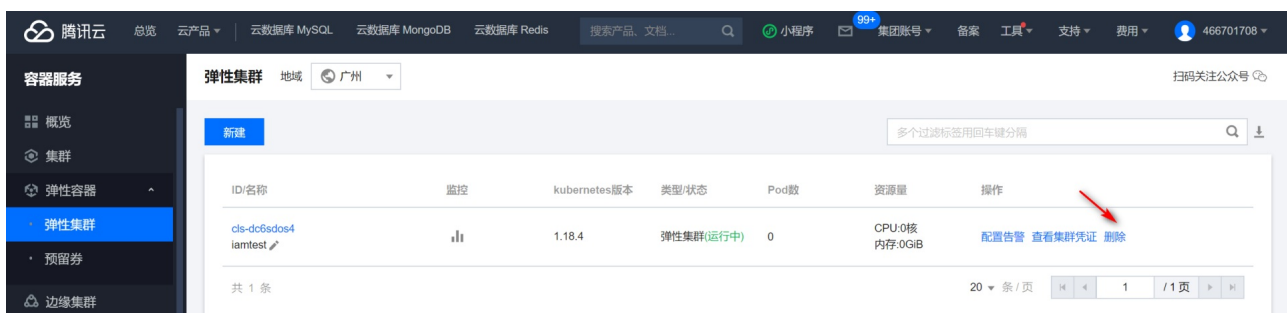 腾讯云 总览 云产品 云数据库 MySQL 云数据库 MongoDB 云数据库 Redis 搜索产品、文档... 小程序 99+ 集团账号 备案 工具 支持 费用 466701708
容器服务 弹性集群 地域 广州 扫码关注公众号
概览
新建 多个过滤标签用回车键分隔
集群
弹性容器
ID/名称 监控 kubernetes版本 类型/状态 Pod数 资源量 操作
弹性集群
cls-dc6sdos4 1.18.4 弹性集群(运行中) 0 CPU:0核 配置告警 查看集群凭证 删除
iamtest 内存:0GiB
预留券
共 1 条 20 条 / 页 1 / 1 页
边缘集群